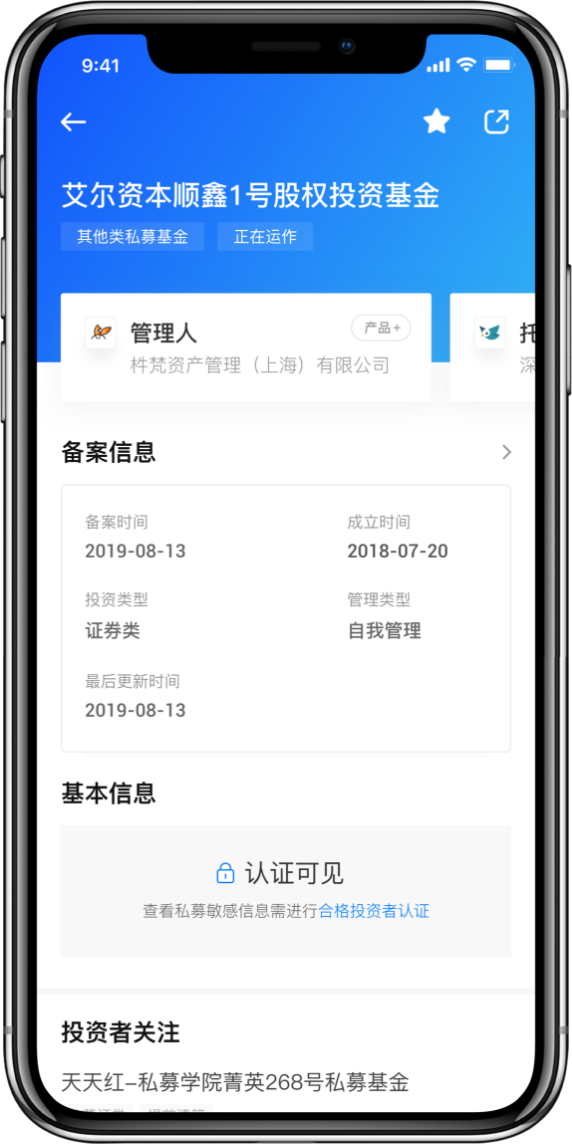 9:41
艾尔资本顺鑫1号股权投资基金
其他类私募基金 正在运作
管理人 产品+ 托
杵梵资产管理（上海）有限公司 深
备案信息
备案时间 成立时间
2019-08-13 2018-07-20
投资类型 管理类型
证券类 自我管理
最后更新时间
2019-08-13
基本信息
认证可见
查看私募敏感信息需进行合格投资者认证
投资者关注
天天红-私募学院菁英268号私募基金